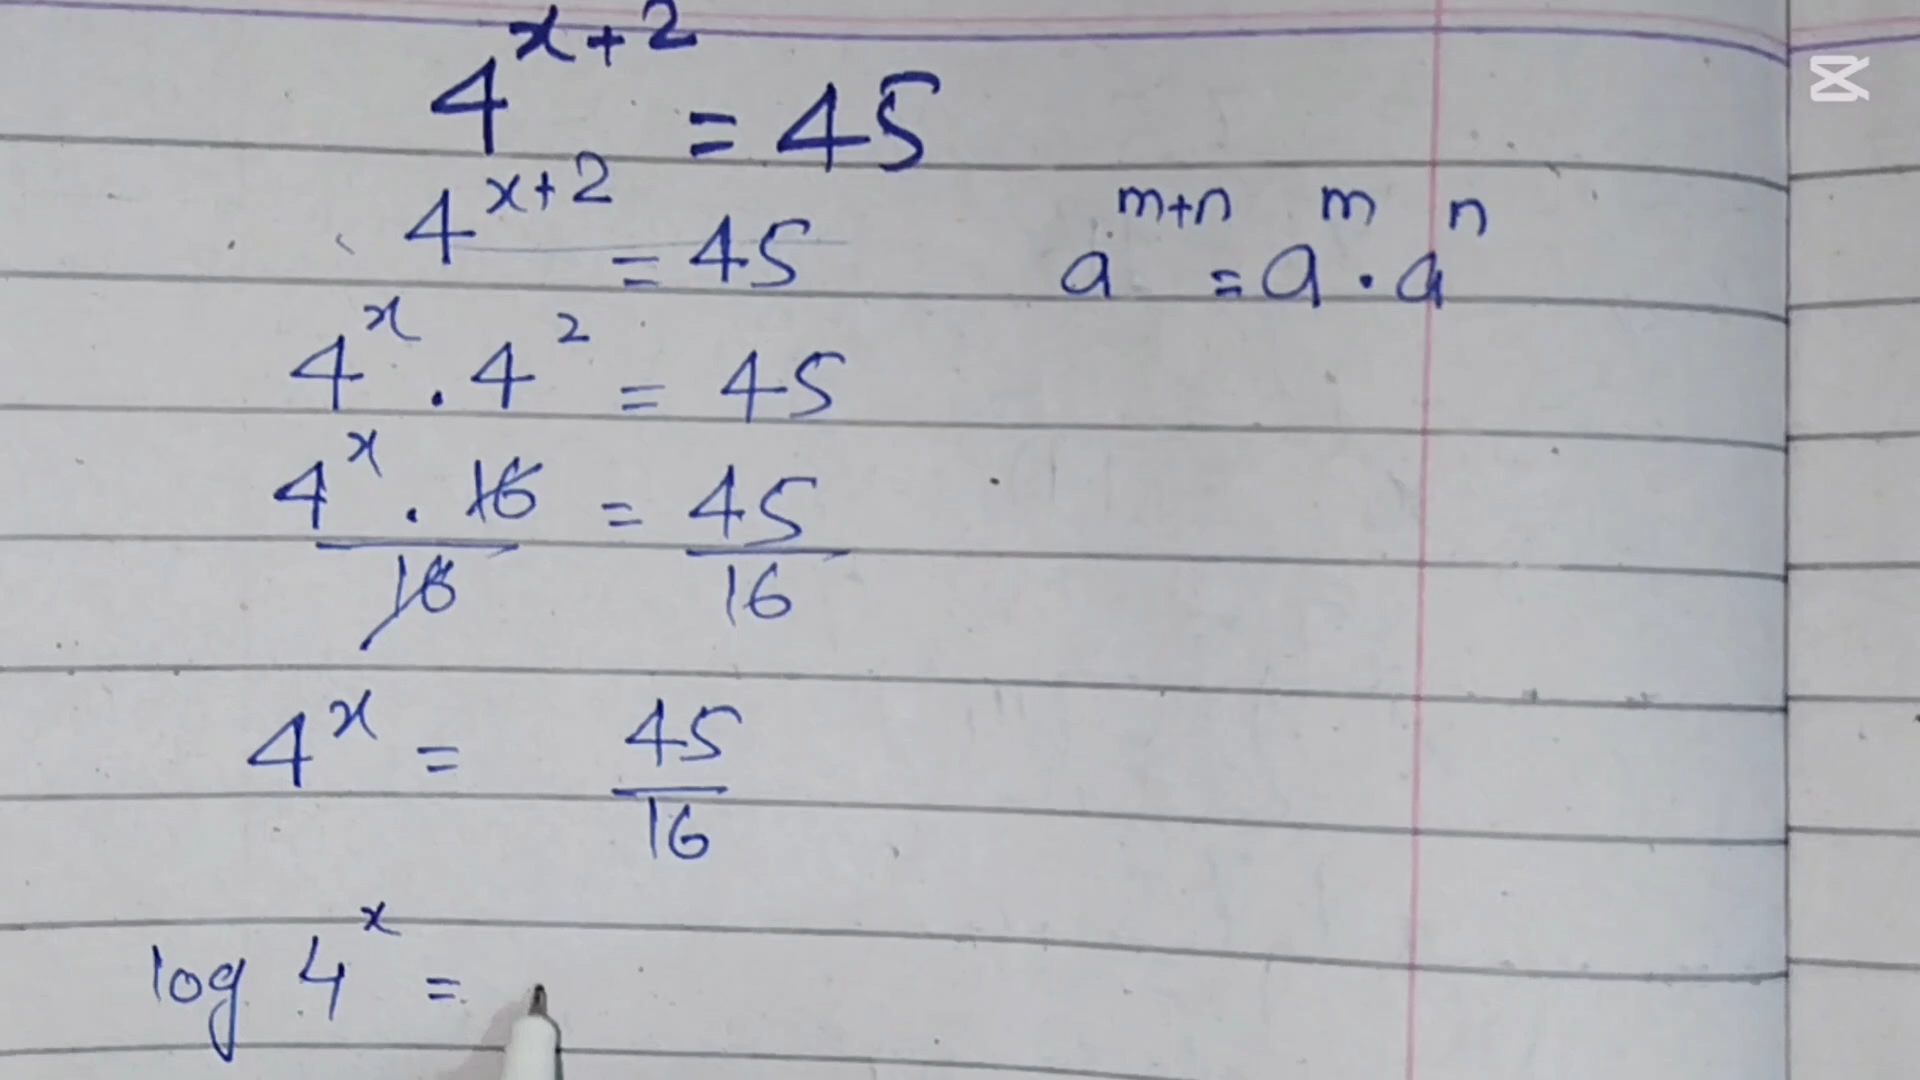 4^{x+2} = 45
4^{x+2} = 45    a^{m+n} = a^m · a^n
4^x · 4^2 = 45
4^x · 16 / 16 = 45 / 16
4^x = 45 / 16
log 4^x =